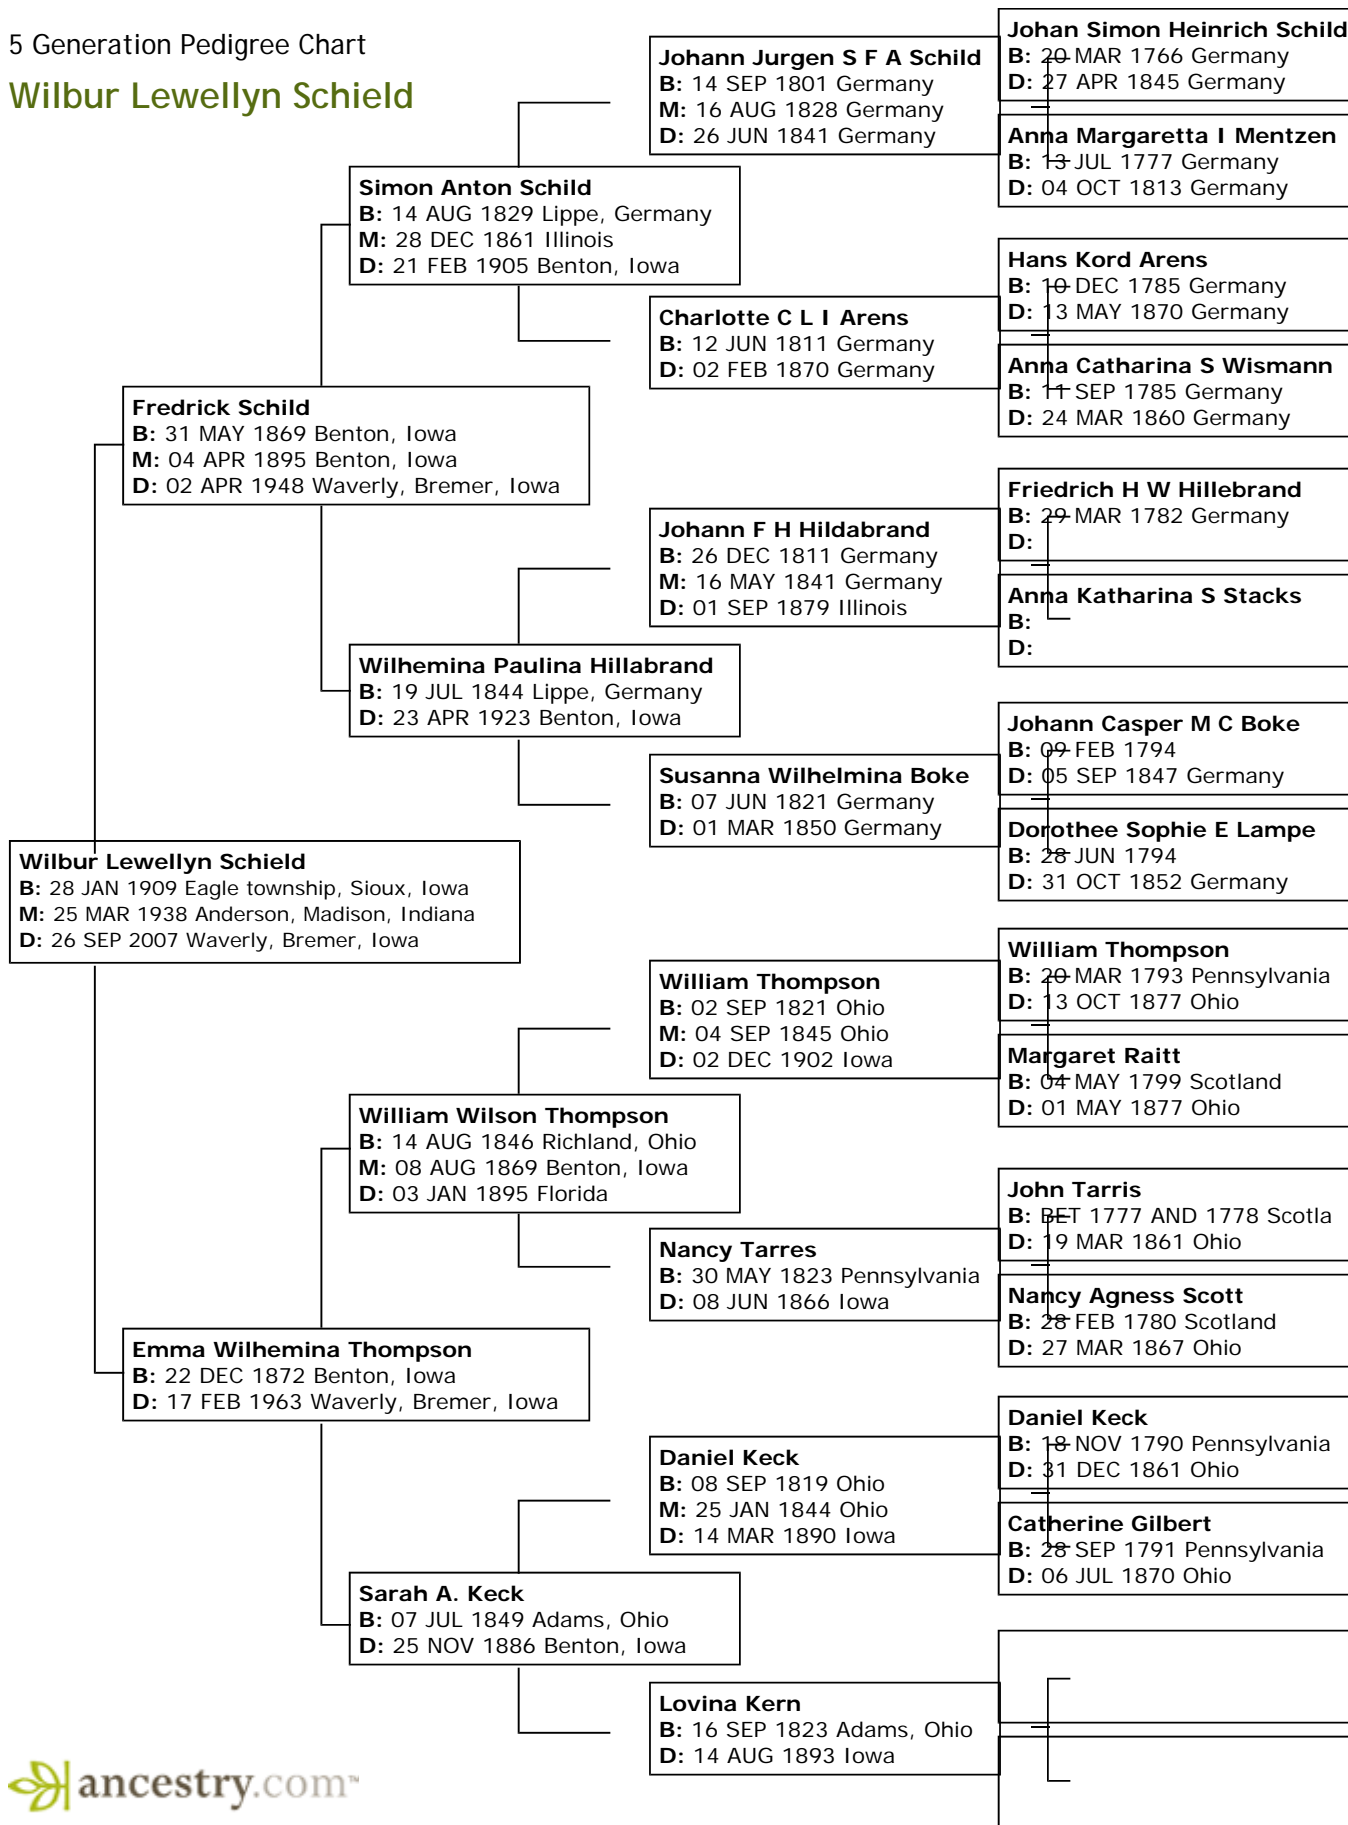 5 Generation Pedigree Chart
Wilbur Lewellyn Schield
Wilbur Lewellyn Schield
B: 28 JAN 1909 Eagle township, Sioux, Iowa
M: 25 MAR 1938 Anderson, Madison, Indiana
D: 26 SEP 2007 Waverly, Bremer, Iowa
Fredrick Schild
B: 31 MAY 1869 Benton, Iowa
M: 04 APR 1895 Benton, Iowa
D: 02 APR 1948 Waverly, Bremer, Iowa
Emma Wilhemina Thompson
B: 22 DEC 1872 Benton, Iowa
D: 17 FEB 1963 Waverly, Bremer, Iowa
Simon Anton Schild
B: 14 AUG 1829 Lippe, Germany
M: 28 DEC 1861 Illinois
D: 21 FEB 1905 Benton, Iowa
Wilhemina Paulina Hillabrand
B: 19 JUL 1844 Lippe, Germany
D: 23 APR 1923 Benton, Iowa
William Wilson Thompson
B: 14 AUG 1846 Richland, Ohio
M: 08 AUG 1869 Benton, Iowa
D: 03 JAN 1895 Florida
Sarah A. Keck
B: 07 JUL 1849 Adams, Ohio
D: 25 NOV 1886 Benton, Iowa
Johann Jurgen S F A Schild
B: 14 SEP 1801 Germany
M: 16 AUG 1828 Germany
D: 26 JUN 1841 Germany
Charlotte C L I Arens
B: 12 JUN 1811 Germany
D: 02 FEB 1870 Germany
Johann F H Hildabrand
B: 26 DEC 1811 Germany
M: 16 MAY 1841 Germany
D: 01 SEP 1879 Illinois
Susanna Wilhelmina Boke
B: 07 JUN 1821 Germany
D: 01 MAR 1850 Germany
William Thompson
B: 02 SEP 1821 Ohio
M: 04 SEP 1845 Ohio
D: 02 DEC 1902 Iowa
Nancy Tarres
B: 30 MAY 1823 Pennsylvania
D: 08 JUN 1866 Iowa
Daniel Keck
B: 08 SEP 1819 Ohio
M: 25 JAN 1844 Ohio
D: 14 MAR 1890 Iowa
Lovina Kern
B: 16 SEP 1823 Adams, Ohio
D: 14 AUG 1893 Iowa
Johan Simon Heinrich Schild
B: 20 MAR 1766 Germany
D: 27 APR 1845 Germany
Anna Margaretta I Mentzen
B: 13 JUL 1777 Germany
D: 04 OCT 1813 Germany
Hans Kord Arens
B: 10 DEC 1785 Germany
D: 13 MAY 1870 Germany
Anna Catharina S Wismann
B: 11 SEP 1785 Germany
D: 24 MAR 1860 Germany
Friedrich H W Hillebrand
B: 29 MAR 1782 Germany
D:
Anna Katharina S Stacks
B:
D:
Johann Casper M C Boke
B: 09 FEB 1794
D: 05 SEP 1847 Germany
Dorothee Sophie E Lampe
B: 28 JUN 1794
D: 31 OCT 1852 Germany
William Thompson
B: 20 MAR 1793 Pennsylvania
D: 13 OCT 1877 Ohio
Margaret Raitt
B: 04 MAY 1799 Scotland
D: 01 MAY 1877 Ohio
John Tarris
B: BET 1777 AND 1778 Scotla
D: 19 MAR 1861 Ohio
Nancy Agness Scott
B: 28 FEB 1780 Scotland
D: 27 MAR 1867 Ohio
Daniel Keck
B: 18 NOV 1790 Pennsylvania
D: 31 DEC 1861 Ohio
Catherine Gilbert
B: 28 SEP 1791 Pennsylvania
D: 06 JUL 1870 Ohio
ancestry.com™